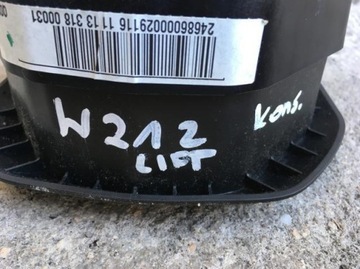 24686000029116 11 13 318 00031
W212
LIFT
kons.